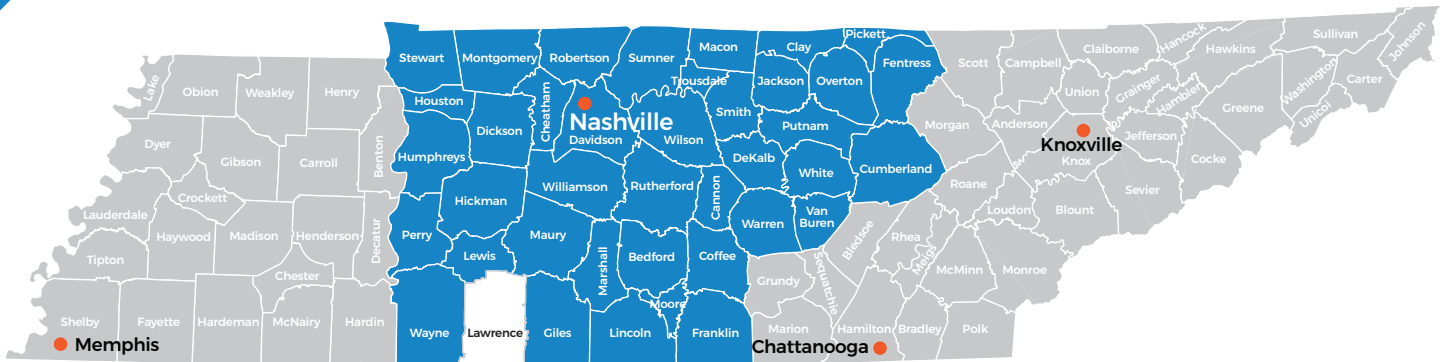 Lake
Obion
Weakley
Henry
Dyer
Gibson
Carroll
Benton
Crockett
Lauderdale
Haywood
Madison
Henderson
Decatur
Tipton
Chester
Shelby
Fayette
Hardeman
McNairy
Hardin
Memphis
Stewart
Montgomery
Robertson
Sumner
Macon
Clay
Pickett
Fentress
Trousdale
Jackson
Overton
Houston
Cheatham
Smith
Dickson
Nashville
Davidson
Wilson
Putnam
Humphreys
DeKalb
White
Cumberland
Williamson
Rutherford
Cannon
Hickman
Warren
Van
Buren
Perry
Maury
Lewis
Marshall
Bedford
Coffee
Moore
Wayne
Lawrence
Giles
Lincoln
Franklin
Scott
Campbell
Claiborne
Hancock
Hawkins
Sullivan
Johnson
Union
Grainger
Hamblen
Washington
Carter
Greene
Unicoi
Morgan
Anderson
Knoxville
Knox
Jefferson
Cocke
Roane
Loudon
Blount
Sevier
Bledsoe
Rhea
Meigs
McMinn
Monroe
Grundy
Sequatchie
Marion
Hamilton
Bradley
Polk
Chattanooga